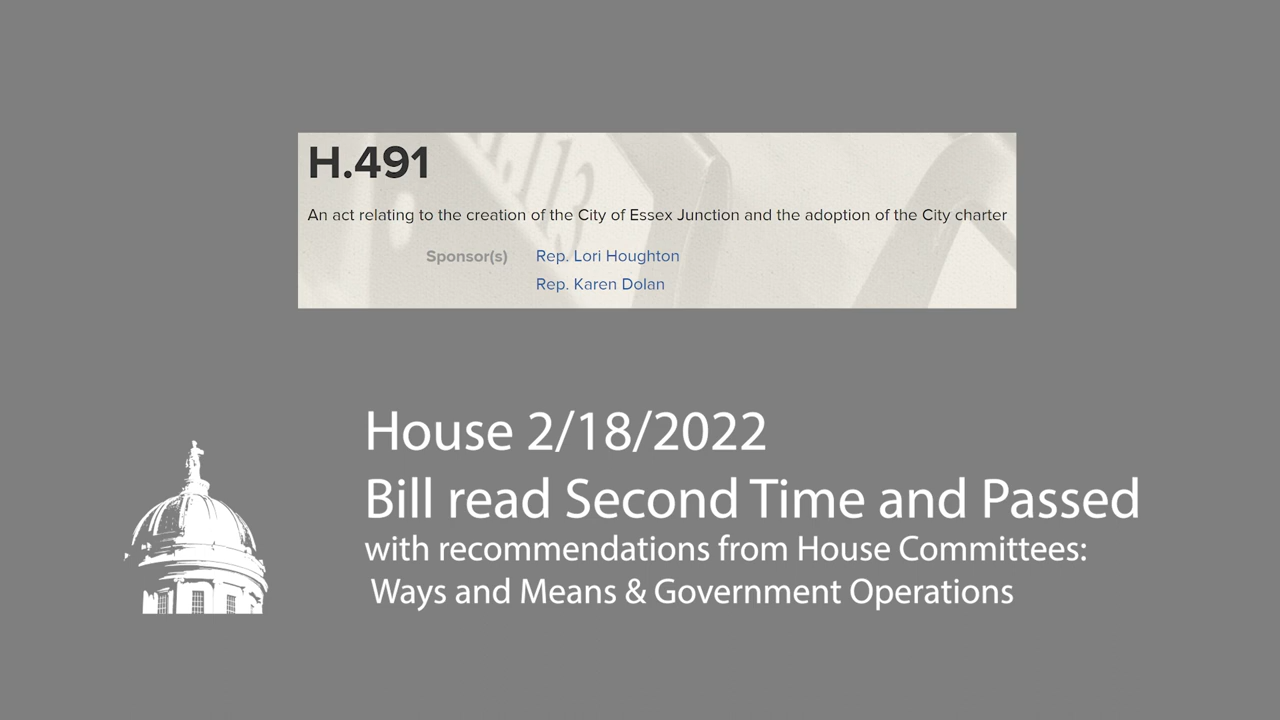 H.491
An act relating to the creation of the City of Essex Junction and the adoption of the City charter
Sponsor(s) Rep. Lori Houghton
Rep. Karen Dolan
House 2/18/2022
Bill read Second Time and Passed
with recommendations from House Committees:
Ways and Means & Government Operations